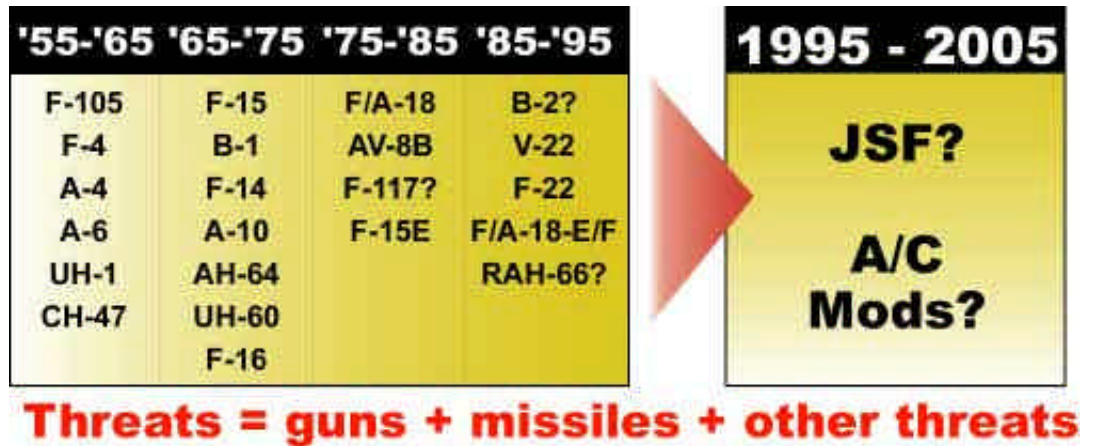 '55-'65 '65-'75 '75-'85 '85-'95
F-105 F-15 F/A-18 B-2?
F-4 B-1 AV-8B V-22
A-4 F-14 F-117? F-22
A-6 A-10 F-15E F/A-18-E/F
UH-1 AH-64 RAH-66?
CH-47 UH-60
F-16
1995 - 2005
JSF?
A/C
Mods?
Threats = guns + missiles + other threats